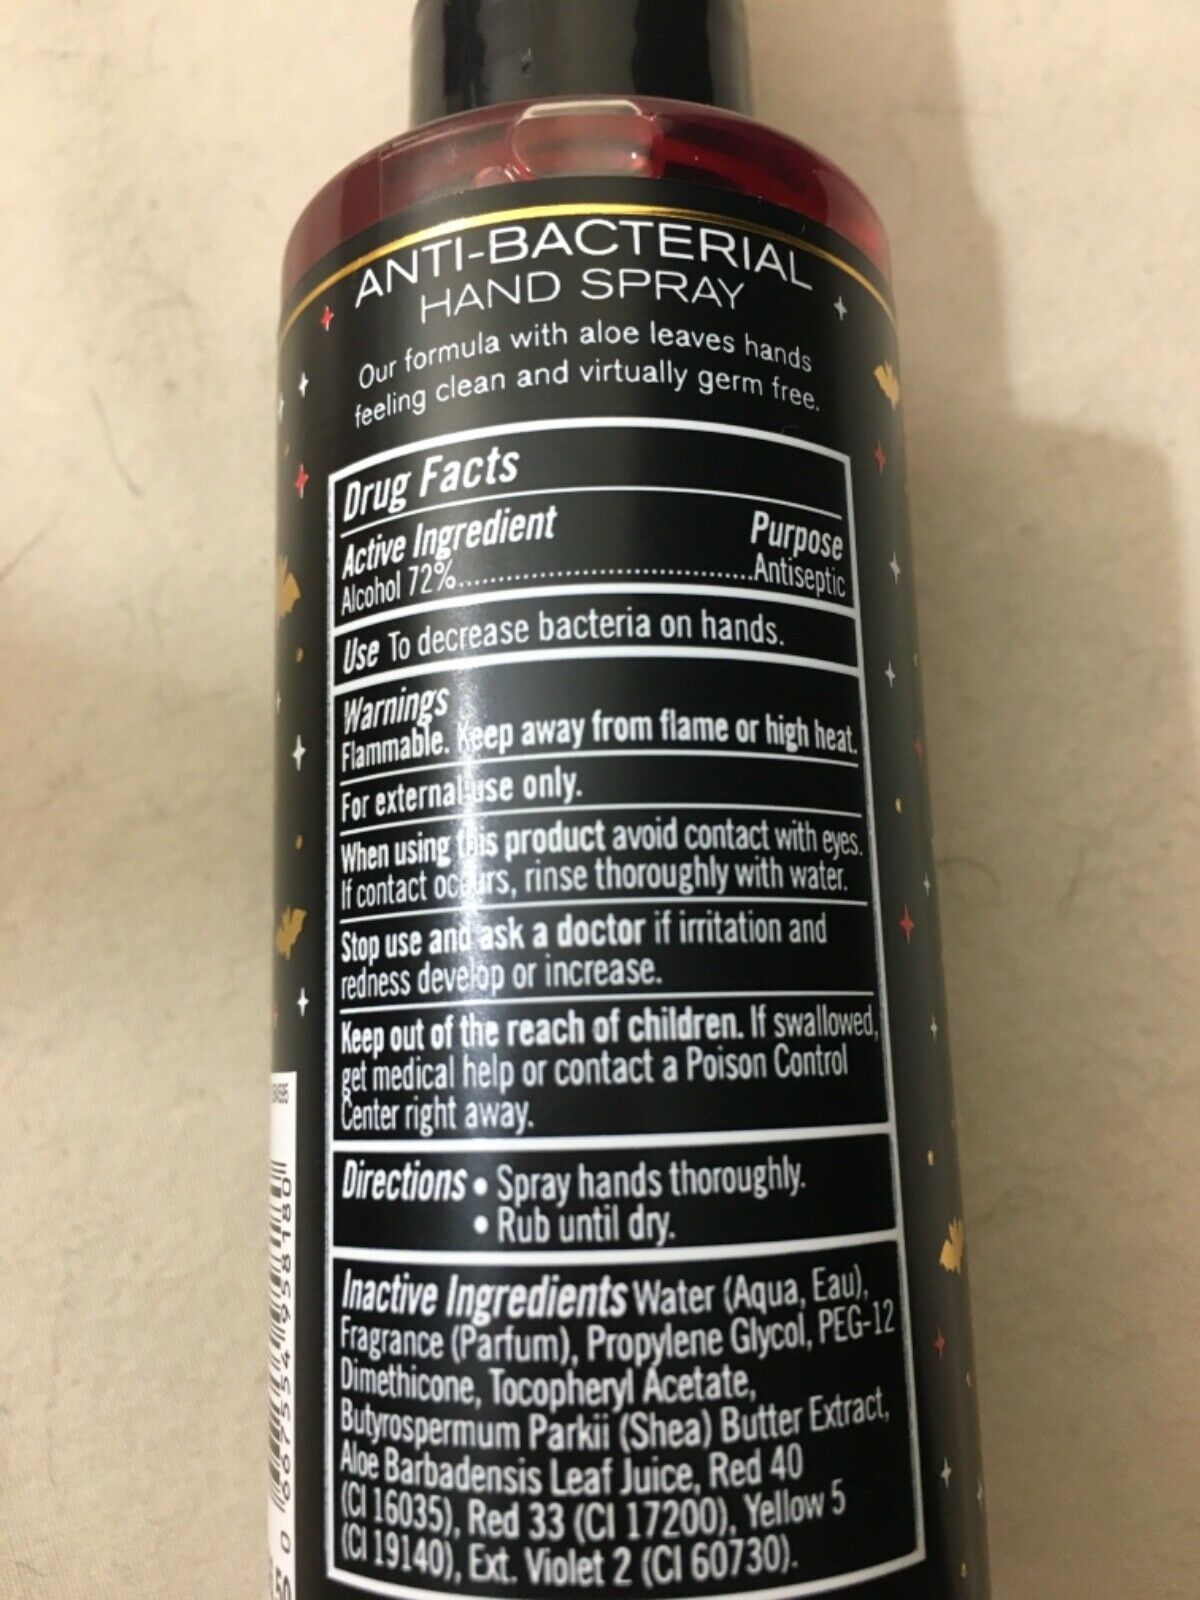 ANTI-BACTERIAL
HAND SPRAY
Our formula with aloe leaves hands
feeling clean and virtually germ free.
Drug Facts
Active Ingredient Purpose
Alcohol 72%......................................Antiseptic
Use To decrease bacteria on hands.
Warnings
Flammable. Keep away from flame or high heat.
For external use only.
When using this product avoid contact with eyes.
If contact occurs, rinse thoroughly with water.
Stop use and ask a doctor if irritation and
redness develop or increase.
Keep out of the reach of children. If swallowed,
get medical help or contact a Poison Control
Center right away.
Directions • Spray hands thoroughly.
• Rub until dry.
Inactive Ingredients Water (Aqua, Eau),
Fragrance (Parfum), Propylene Glycol, PEG-12
Dimethicone, Tocopheryl Acetate,
Butyrospermum Parkii (Shea) Butter Extract,
Aloe Barbadensis Leaf Juice, Red 40
(CI 16035), Red 33 (CI 17200), Yellow 5
(CI 19140), Ext. Violet 2 (CI 60730).